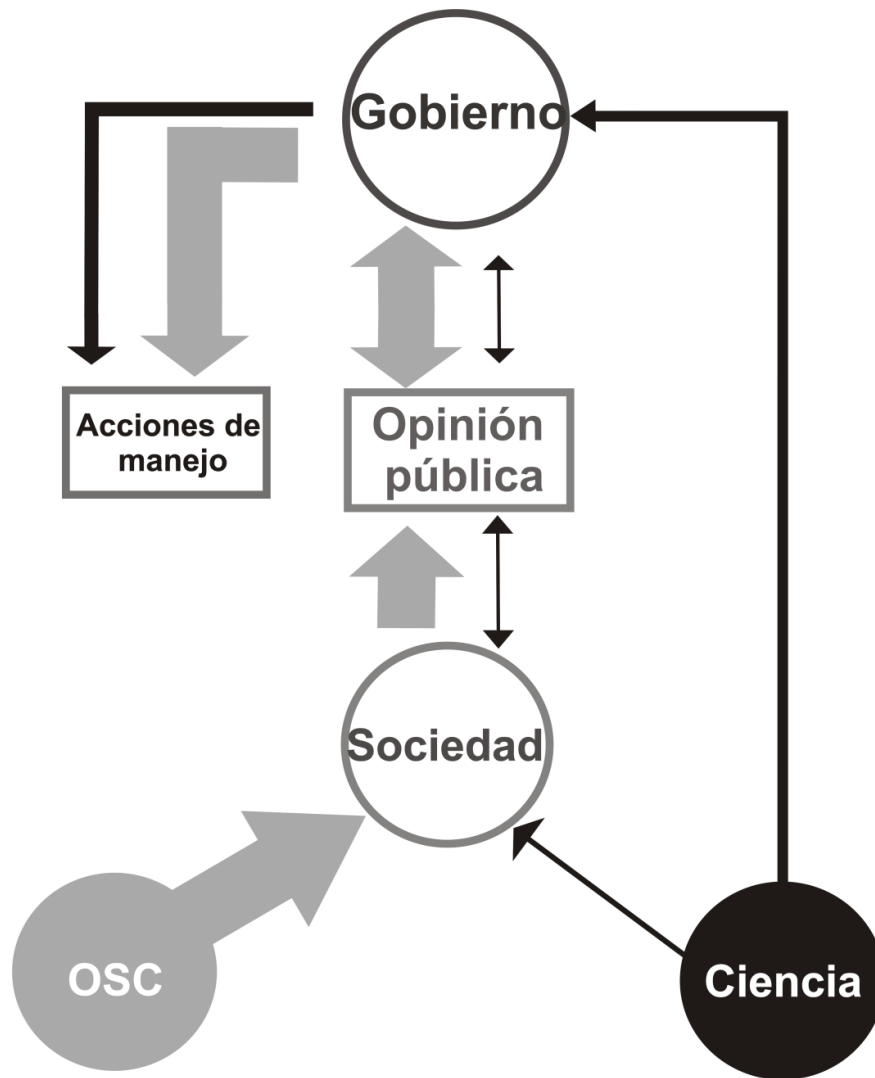 Gobierno
Acciones de
manejo
Opinión
pública
Sociedad
OSC
Ciencia